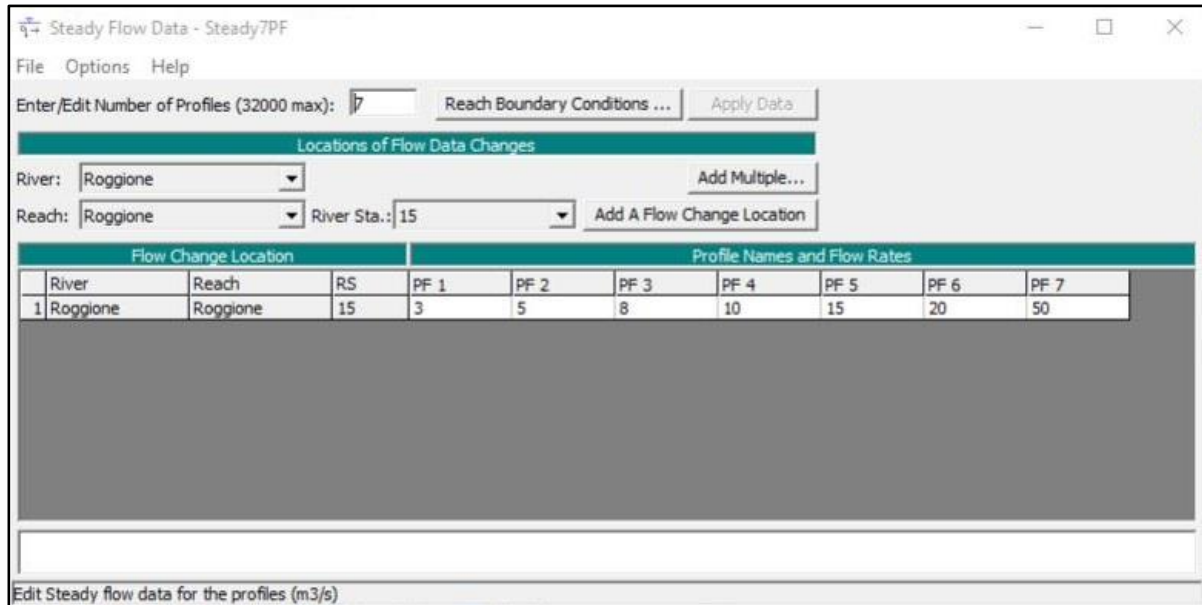 Steady Flow Data - Steady7PF
File Options Help
Enter/Edit Number of Profiles (32000 max): 7 Reach Boundary Conditions ... Apply Data
Locations of Flow Data Changes
River: Roggione Add Multiple...
Reach: Roggione River Sta.: 15 Add A Flow Change Location
Flow Change Location Profile Names and Flow Rates
River Reach RS PF 1 PF 2 PF 3 PF 4 PF 5 PF 6 PF 7
1 Roggione Roggione 15 3 5 8 10 15 20 50
Edit Steady flow data for the profiles (m3/s)